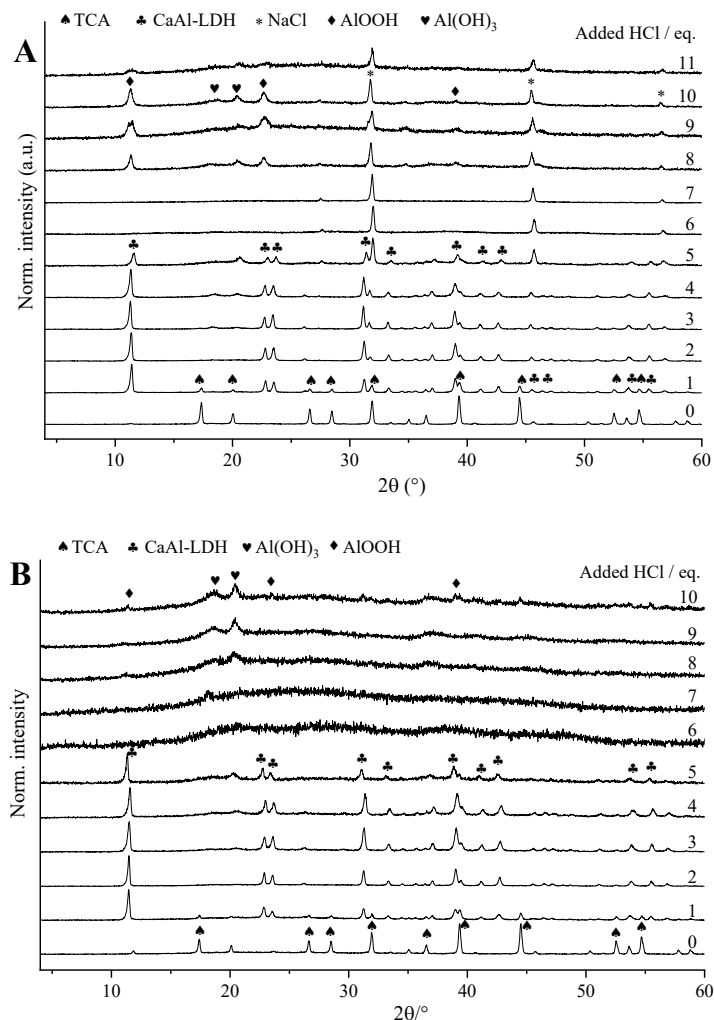 ♠ TCA ♣ CaAl-LDH * NaCl ♦ AlOOH ♥ Al(OH)3
A
Added HCl / eq.
11
10
9
8
7
6
5
4
3
2
1
0
Norm. intensity (a.u.)
10 20 30 40 50 60
2θ (°)
♠ TCA ♣ CaAl-LDH ♥ Al(OH)3 ♦ AlOOH
B
Added HCl / eq.
10
9
8
7
6
5
4
3
2
1
0
Norm. intensity
10 20 30 40 50 60
2θ/°